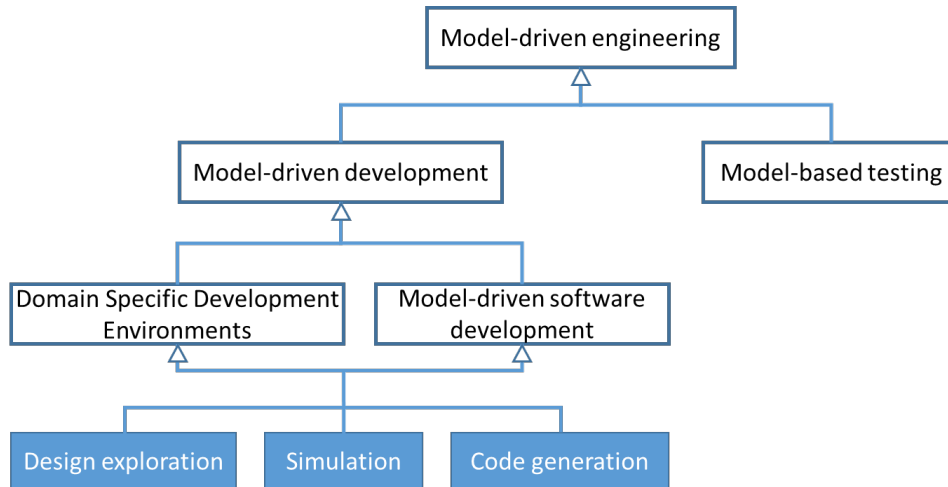 Model-driven engineering
Model-driven development
Model-based testing
Domain Specific Development
Environments
Model-driven software
development
Design exploration
Simulation
Code generation